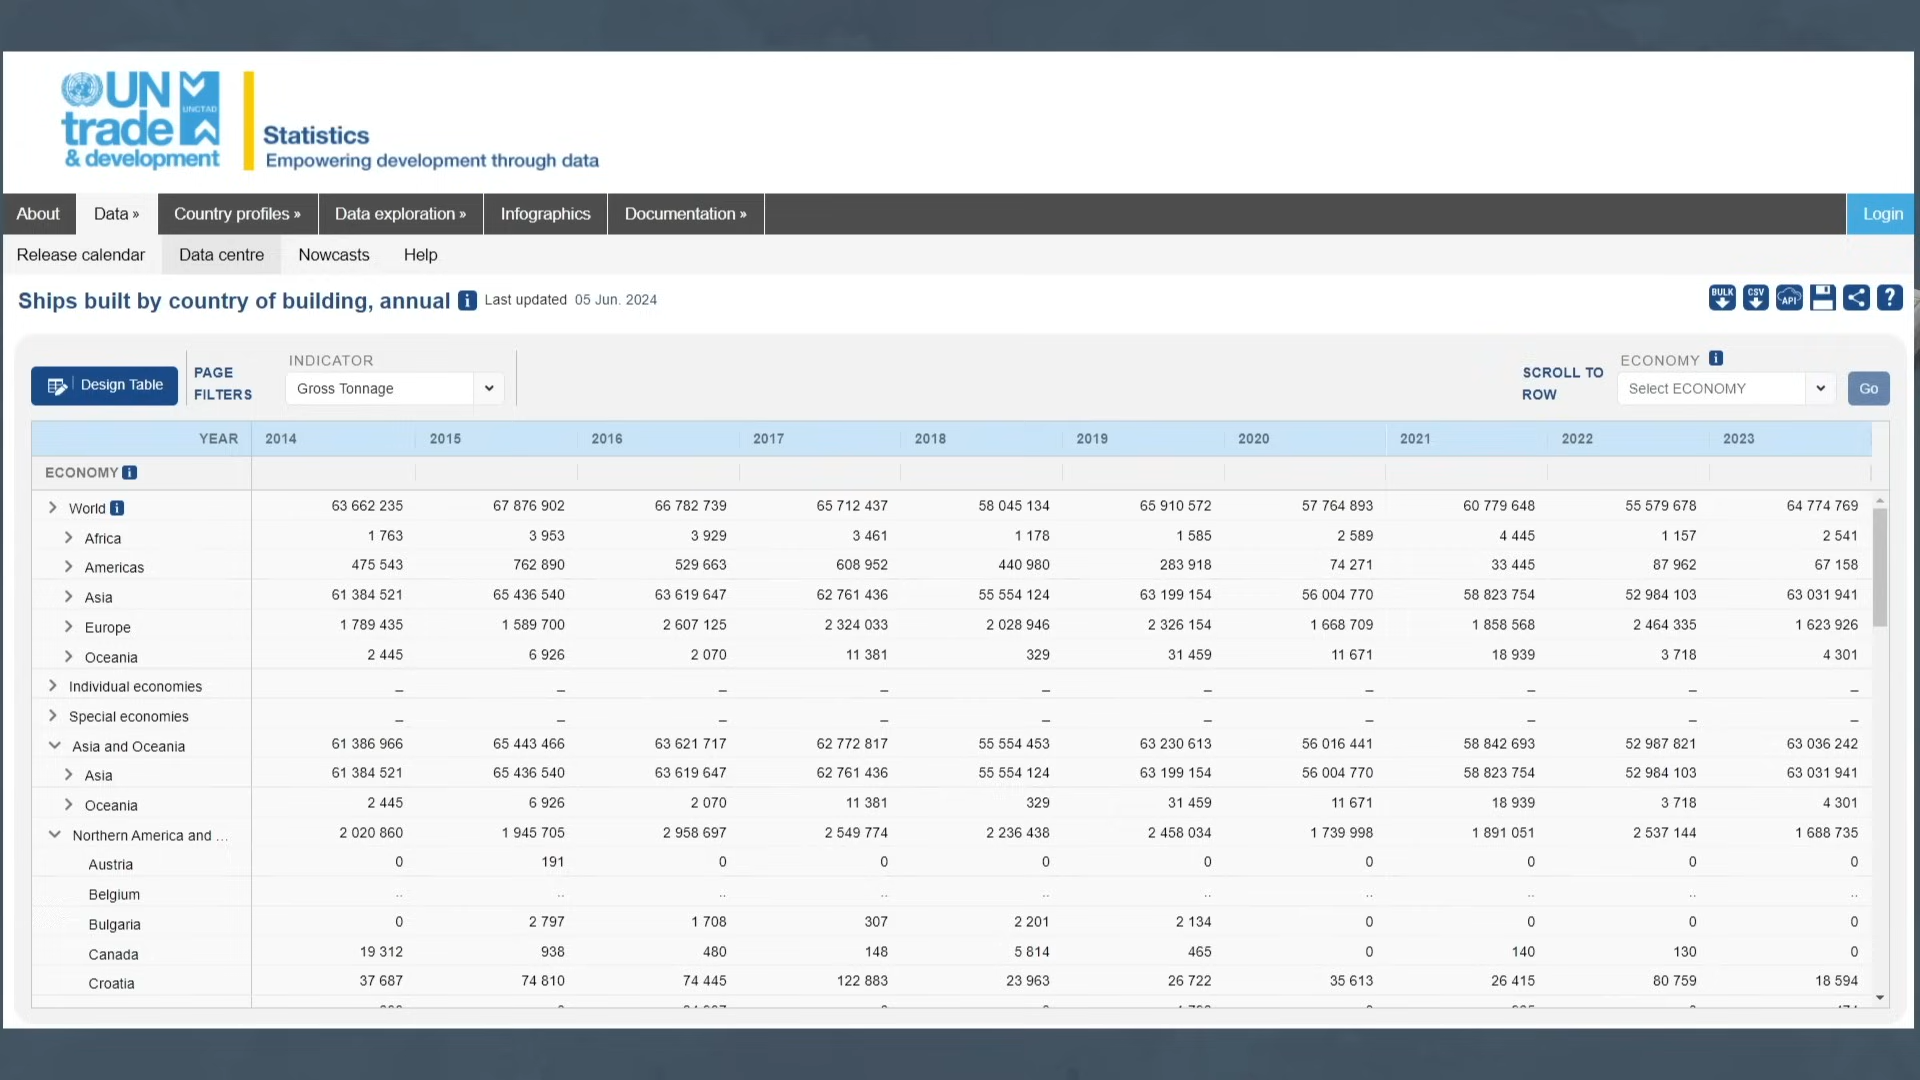 UN
trade
& development
UNCTAD
Statistics
Empowering development through data
About Data » Country profiles » Data exploration » Infographics Documentation » Login
Release calendar Data centre Nowcasts Help
Ships built by country of building, annual i Last updated 05 Jun. 2024
BULK CSV API ?
Design Table
PAGE FILTERS
INDICATOR
Gross Tonnage
SCROLL TO ROW
ECONOMY i
Select ECONOMY
Go
YEAR 2014 2015 2016 2017 2018 2019 2020 2021 2022 2023
ECONOMY i
World i 63 662 235 67 876 902 66 782 739 65 712 437 58 045 134 65 910 572 57 764 893 60 779 648 55 579 678 64 774 769
Africa 1 763 3 953 3 929 3 461 1 178 1 585 2 589 4 445 1 157 2 541
Americas 475 543 762 890 529 663 608 952 440 980 283 918 74 271 33 445 87 962 67 158
Asia 61 384 521 65 436 540 63 619 647 62 761 436 55 554 124 63 199 154 56 004 770 58 823 754 52 984 103 63 031 941
Europe 1 789 435 1 589 700 2 607 125 2 324 033 2 028 946 2 326 154 1 668 709 1 858 568 2 464 335 1 623 926
Oceania 2 445 6 926 2 070 11 381 329 31 459 11 671 18 939 3 718 4 301
Individual economies _ _ _ _ _ _ _ _ _ _
Special economies _ _ _ _ _ _ _ _ _ _
Asia and Oceania 61 386 966 65 443 466 63 621 717 62 772 817 55 554 453 63 230 613 56 016 441 58 842 693 52 987 821 63 036 242
Asia 61 384 521 65 436 540 63 619 647 62 761 436 55 554 124 63 199 154 56 004 770 58 823 754 52 984 103 63 031 941
Oceania 2 445 6 926 2 070 11 381 329 31 459 11 671 18 939 3 718 4 301
Northern America and ... 2 020 860 1 945 705 2 958 697 2 549 774 2 236 438 2 458 034 1 739 998 1 891 051 2 537 144 1 688 735
Austria 0 191 0 0 0 0 0 0 0 0
Belgium .. .. .. .. .. .. .. .. .. ..
Bulgaria 0 2 797 1 708 307 2 201 2 134 0 0 0 0
Canada 19 312 938 480 148 5 814 465 0 140 130 0
Croatia 37 687 74 810 74 445 122 883 23 963 26 722 35 613 26 415 80 759 18 594